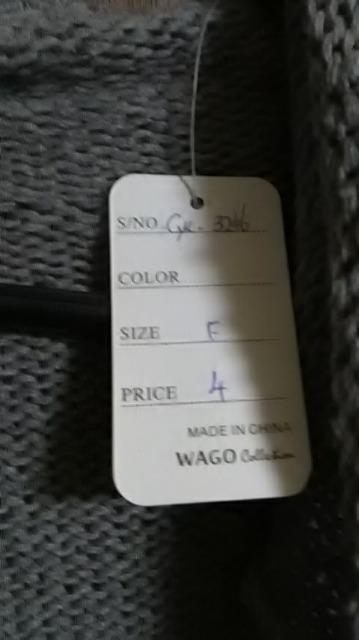 S/NO
COLOR
SIZE F
PRICE 4
MADE IN CHINA
WAGO Collection